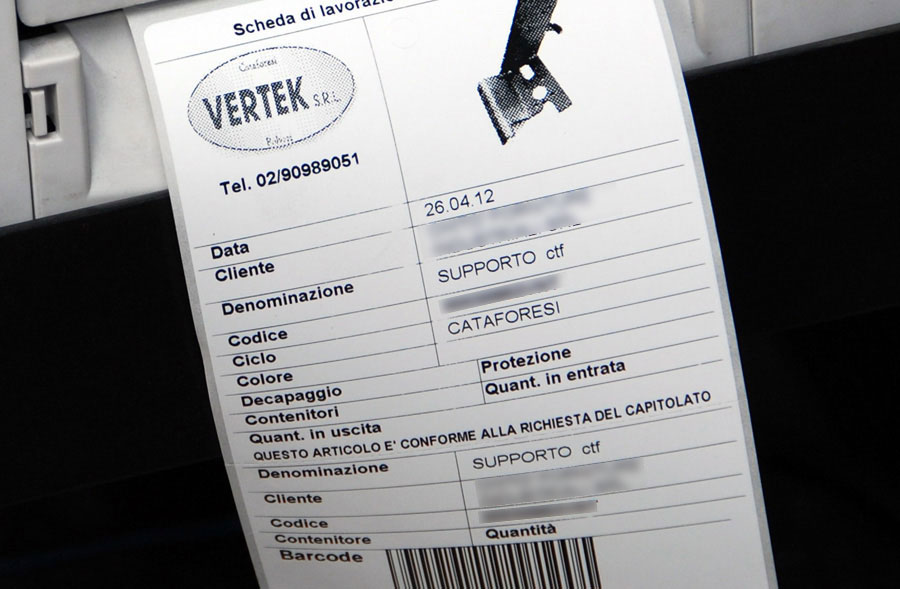 Scheda di lavorazio
Cataforesi
VERTEK S.R.L.
Tel. 02/90989051
Data 26.04.12
Cliente
Denominazione SUPPORTO ctf
Codice
Ciclo CATAFORESI
Colore
Decapaggio Protezione
Contenitori Quant. in entrata
Quant. in uscita
QUESTO ARTICOLO E' CONFORME ALLA RICHIESTA DEL CAPITOLATO
Denominazione SUPPORTO ctf
Cliente
Codice
Contenitore Quantità
Barcode